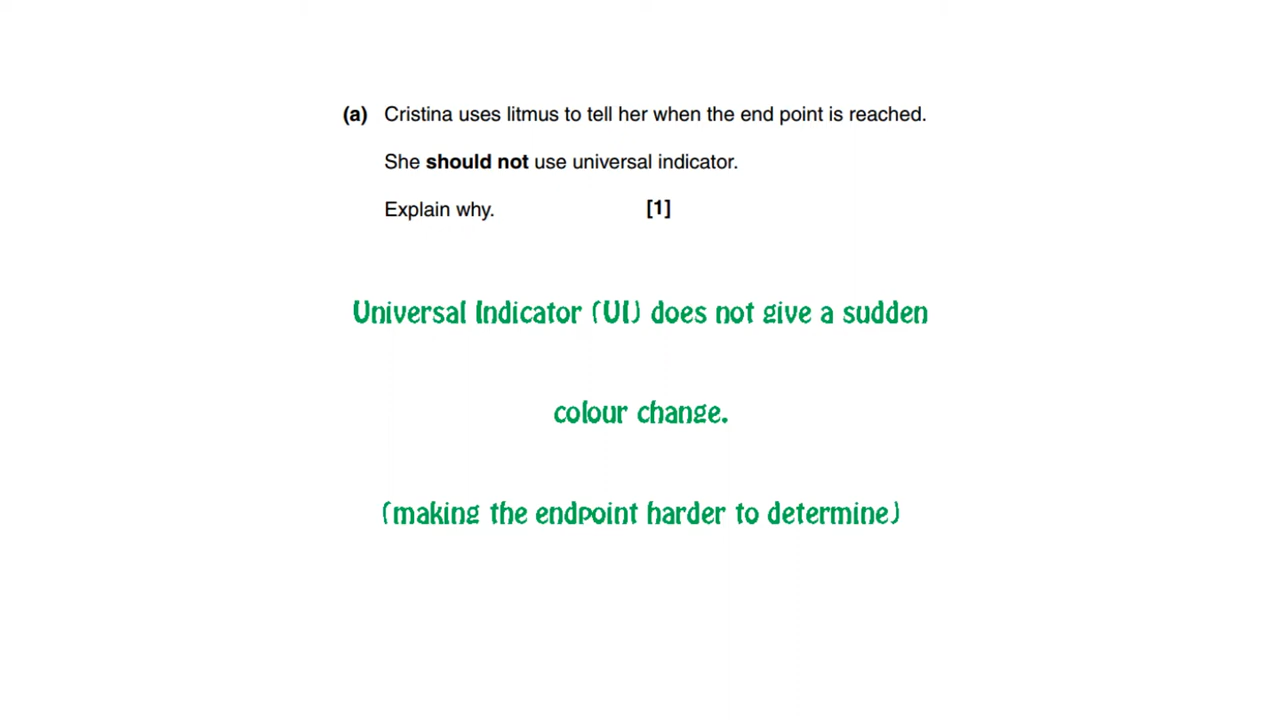 (a) Cristina uses litmus to tell her when the end point is reached.
She should not use universal indicator.
Explain why. [1]
Universal Indicator (UI) does not give a sudden
colour change.
(making the endpoint harder to determine)